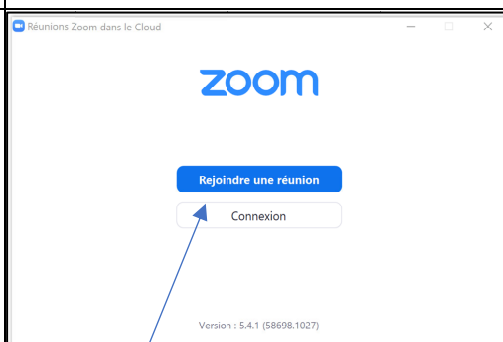 Réunions Zoom dans le Cloud
zoom
Rejoindre une réunion
Connexion
Version : 5.4.1 (58698.1027)